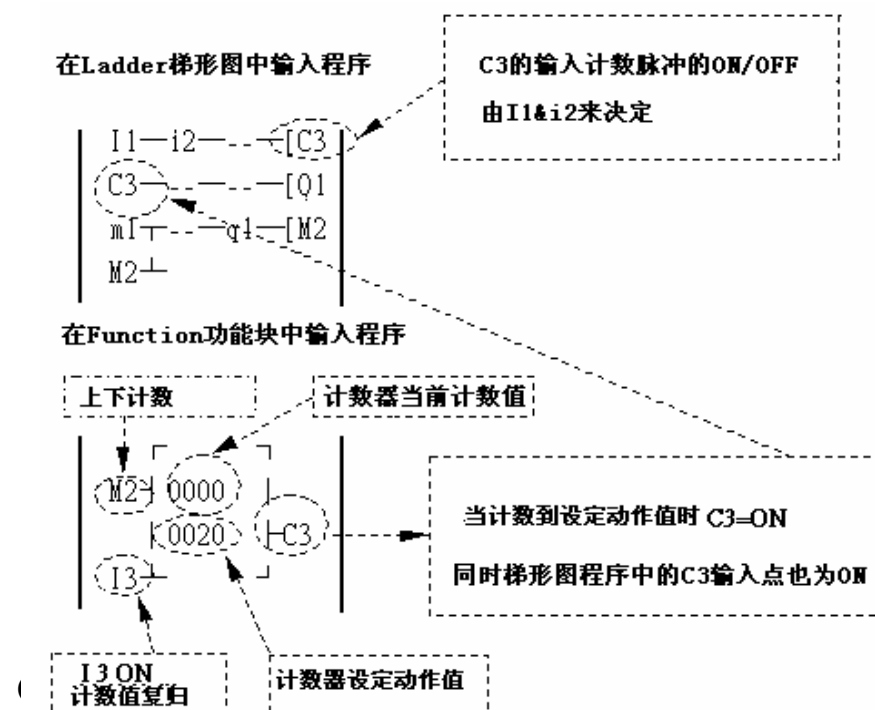 在Ladder梯形图中输入程序
C3的输入计数脉冲的ON/OFF
由I1&i2来决定
I1—i2—--—[C3
C3—--—--—[Q1
m1┬--—q1—[M2
M2┴
在Function功能块中输入程序
上下计数
计数器当前计数值
M2┤ 0000
0020 ├C3
I3
当计数到设定动作值时 C3=ON
同时梯形图程序中的C3输入点也为ON
I3 ON
计数值复归
计数器设定动作值